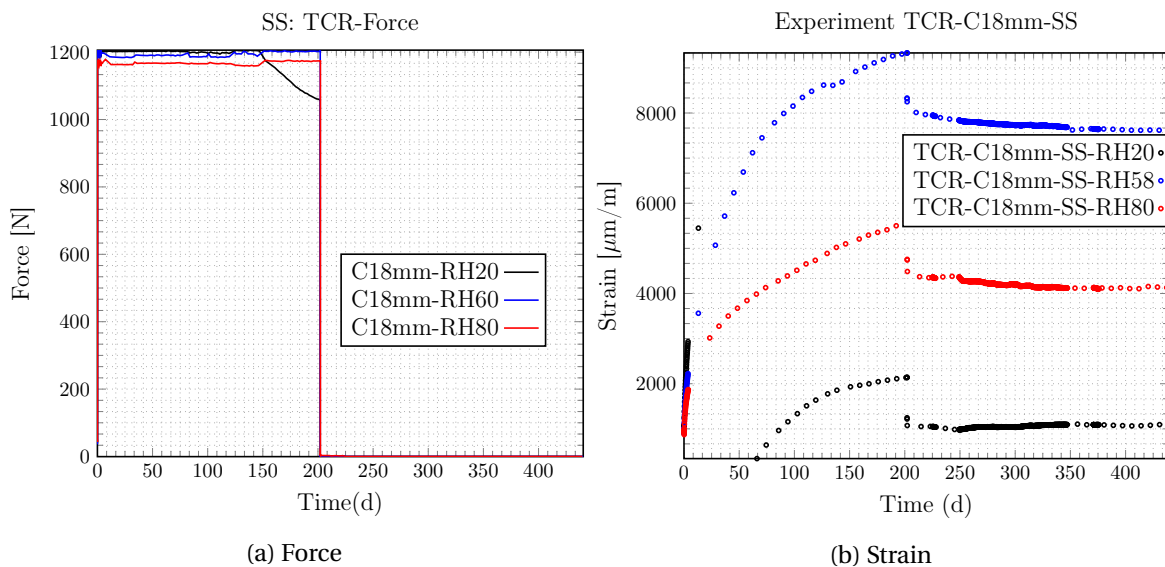 SS: TCR-Force
1200
1000
800
600
400
200
0
Force [N]
C18mm-RH20
C18mm-RH60
C18mm-RH80
0 50 100 150 200 250 300 350 400
Time(d)
(a) Force
Experiment TCR-C18mm-SS
8000
6000
4000
2000
Strain [μm/m]
TCR-C18mm-SS-RH20
TCR-C18mm-SS-RH58
TCR-C18mm-SS-RH80
0 50 100 150 200 250 300 350 400
Time (d)
(b) Strain